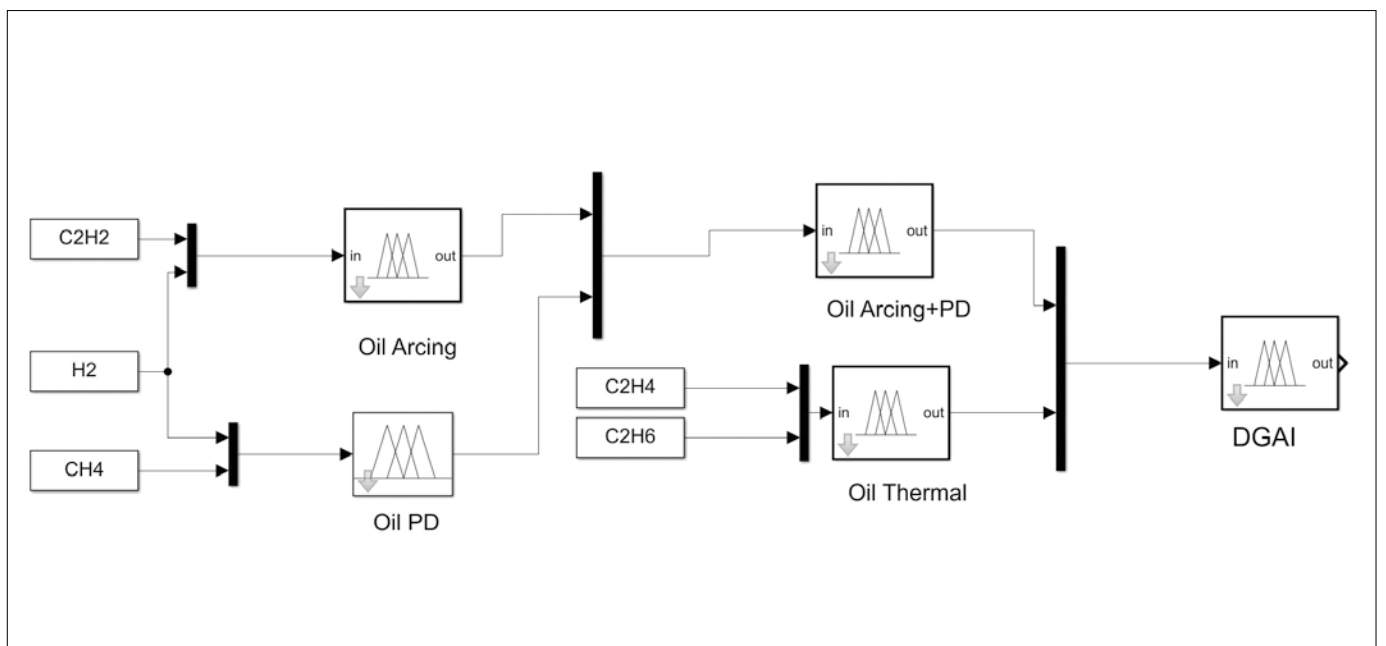 C2H2
H2
CH4
in
out
Oil Arcing
Oil PD
C2H4
C2H6
in
out
Oil Arcing+PD
in
out
Oil Thermal
in
out
DGAI